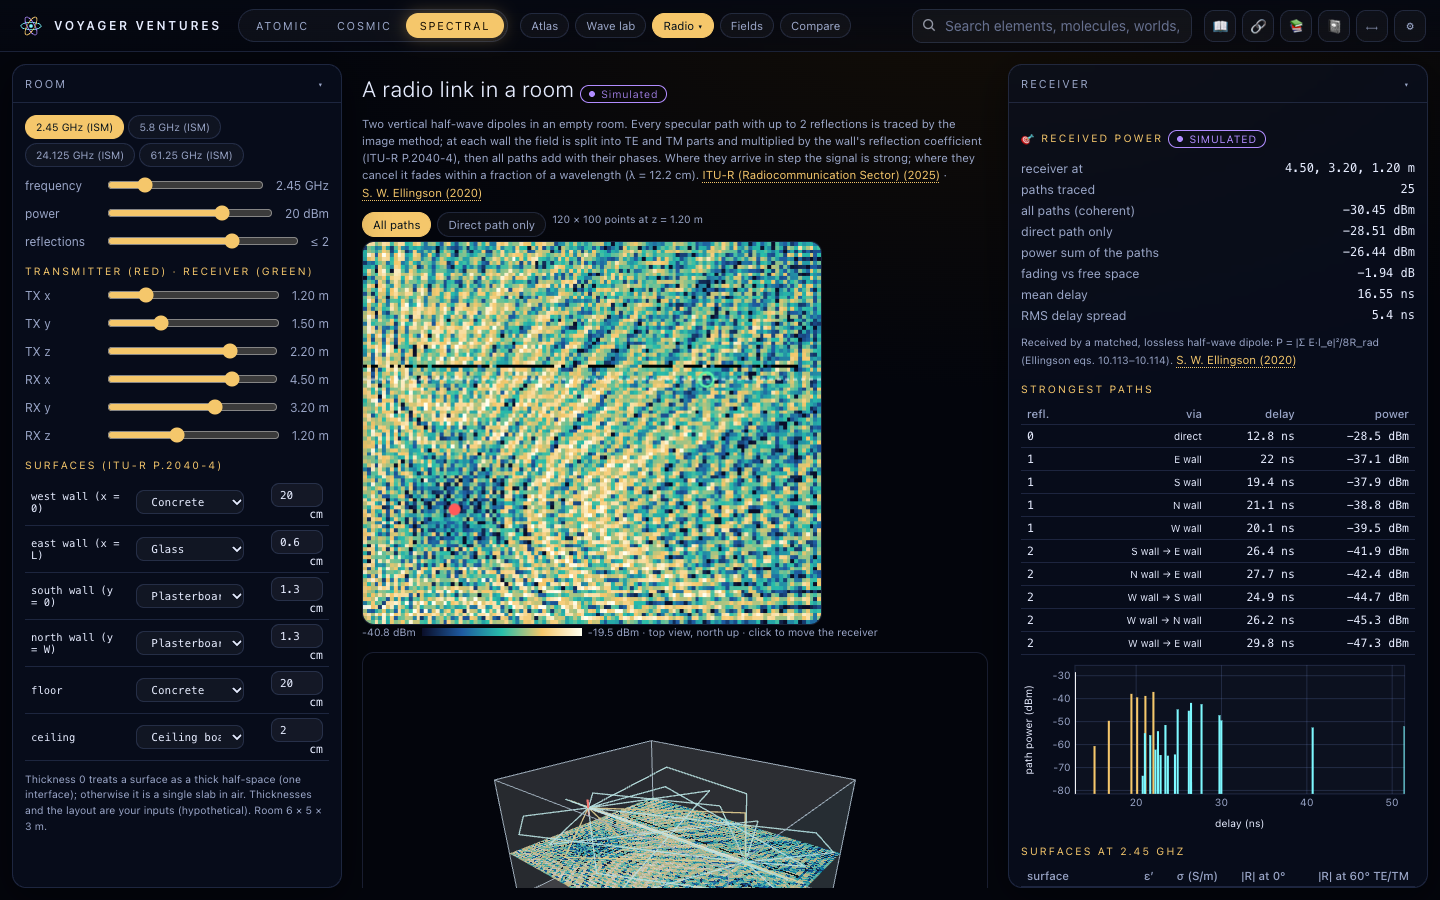 VOYAGER VENTURES
ATOMIC COSMIC SPECTRAL
Atlas Wave lab Radio ▾ Fields Compare
Search elements, molecules, worlds,
ROOM
2.45 GHz (ISM) 5.8 GHz (ISM)
24.125 GHz (ISM) 61.25 GHz (ISM)
frequency 2.45 GHz
power 20 dBm
reflections ≤ 2
TRANSMITTER (RED) · RECEIVER (GREEN)
TX x 1.20 m
TX y 1.50 m
TX z 2.20 m
RX x 4.50 m
RX y 3.20 m
RX z 1.20 m
SURFACES (ITU-R P.2040-4)
west wall (x = 0) Concrete 20 cm
east wall (x = L) Glass 0.6 cm
south wall (y = 0) Plasterboar 1.3 cm
north wall (y = W) Plasterboar 1.3 cm
floor Concrete 20 cm
ceiling Ceiling boa 2 cm
Thickness 0 treats a surface as a thick half-space (one
interface); otherwise it is a single slab in air. Thicknesses
and the layout are your inputs (hypothetical). Room 6 × 5 ×
3 m.
A radio link in a room Simulated
Two vertical half-wave dipoles in an empty room. Every specular path with up to 2 reflections is traced by the
image method; at each wall the field is split into TE and TM parts and multiplied by the wall's reflection coefficient
(ITU-R P.2040-4), then all paths add with their phases. Where they arrive in step the signal is strong; where they
cancel it fades within a fraction of a wavelength (λ = 12.2 cm). ITU-R (Radiocommunication Sector) (2025) ·
S. W. Ellingson (2020)
All paths Direct path only 120 × 100 points at z = 1.20 m
-40.8 dBm -19.5 dBm · top view, north up · click to move the receiver
RECEIVER
RECEIVED POWER SIMULATED
receiver at 4.50, 3.20, 1.20 m
paths traced 25
all paths (coherent) −30.45 dBm
direct path only −28.51 dBm
power sum of the paths −26.44 dBm
fading vs free space −1.94 dB
mean delay 16.55 ns
RMS delay spread 5.4 ns
Received by a matched, lossless half-wave dipole: P = |Σ E·l_e|²/8R_rad
(Ellingson eqs. 10.113–10.114). S. W. Ellingson (2020)
STRONGEST PATHS
refl. via delay power
0 direct 12.8 ns −28.5 dBm
1 E wall 22 ns −37.1 dBm
1 S wall 19.4 ns −37.9 dBm
1 N wall 21.1 ns −38.8 dBm
1 W wall 20.1 ns −39.5 dBm
2 S wall → E wall 26.4 ns −41.9 dBm
2 N wall → E wall 27.7 ns −42.4 dBm
2 W wall → S wall 24.9 ns −44.7 dBm
2 W wall → N wall 26.2 ns −45.3 dBm
2 W wall → E wall 29.8 ns −47.3 dBm
path power (dBm)
-30
-40
-50
-60
-70
-80
20 30 40 50
delay (ns)
SURFACES AT 2.45 GHZ
surface ε′ σ (S/m) |R| at 0° |R| at 60° TE/TM